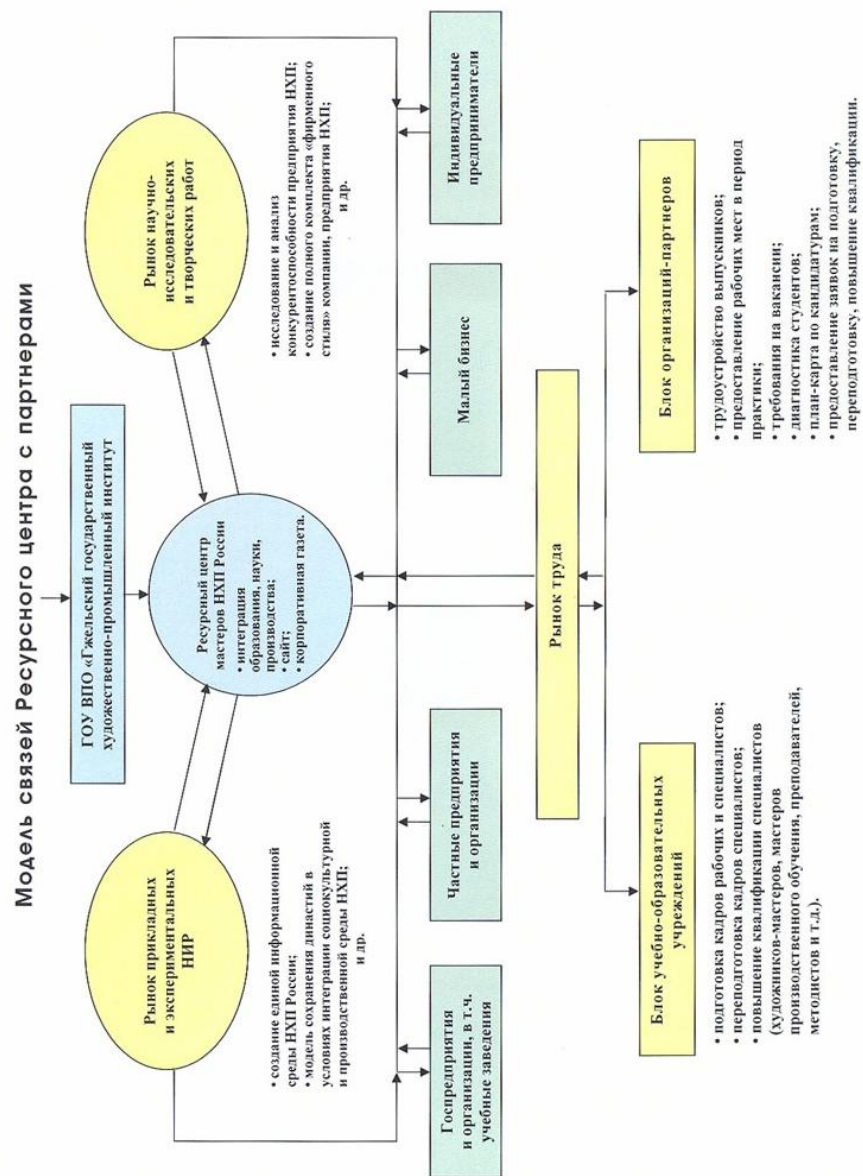 Модель связей Ресурсного центра с партнерами
ГОУ ВПО «Гжельский государственный
художественно-промышленный институт
Рынок прикладных
и экспериментальных
НИР
Ресурсный центр
мастеров НХП России
• интеграция
образования, науки,
производства;
• сайт;
• корпоративная газета.
Рынок научно-
исследовательских
и творческих работ
• создание единой информационной
среды НХП России;
• модель сохранения династий в
условиях интеграции социокультурной
и производственной среды НХП;
и др.
• исследование и анализ
конкурентоспособности предприятия НХП;
• создание полного комплекта «фирменного
стиля» компании, предприятия НХП;
и др.
Госпредприятия
и организации, в т.ч.
учебные заведения
Частные предприятия
и организации
Малый бизнес
Индивидуальные
предприниматели
Рынок труда
Блок учебно-образовательных
учреждений
• подготовка кадров рабочих и специалистов;
• переподготовка кадров специалистов;
• повышение квалификации специалистов
(художников-мастеров, мастеров
производственного обучения, преподавателей,
методистов и т.д.).
Блок организаций-партнеров
• трудоустройство выпускников;
• предоставление рабочих мест в период
практики;
• требования на вакансии;
• диагностика студентов;
• план-карта по кандидатурам;
• предоставление заявок на подготовку,
переподготовку, повышение квалификации.